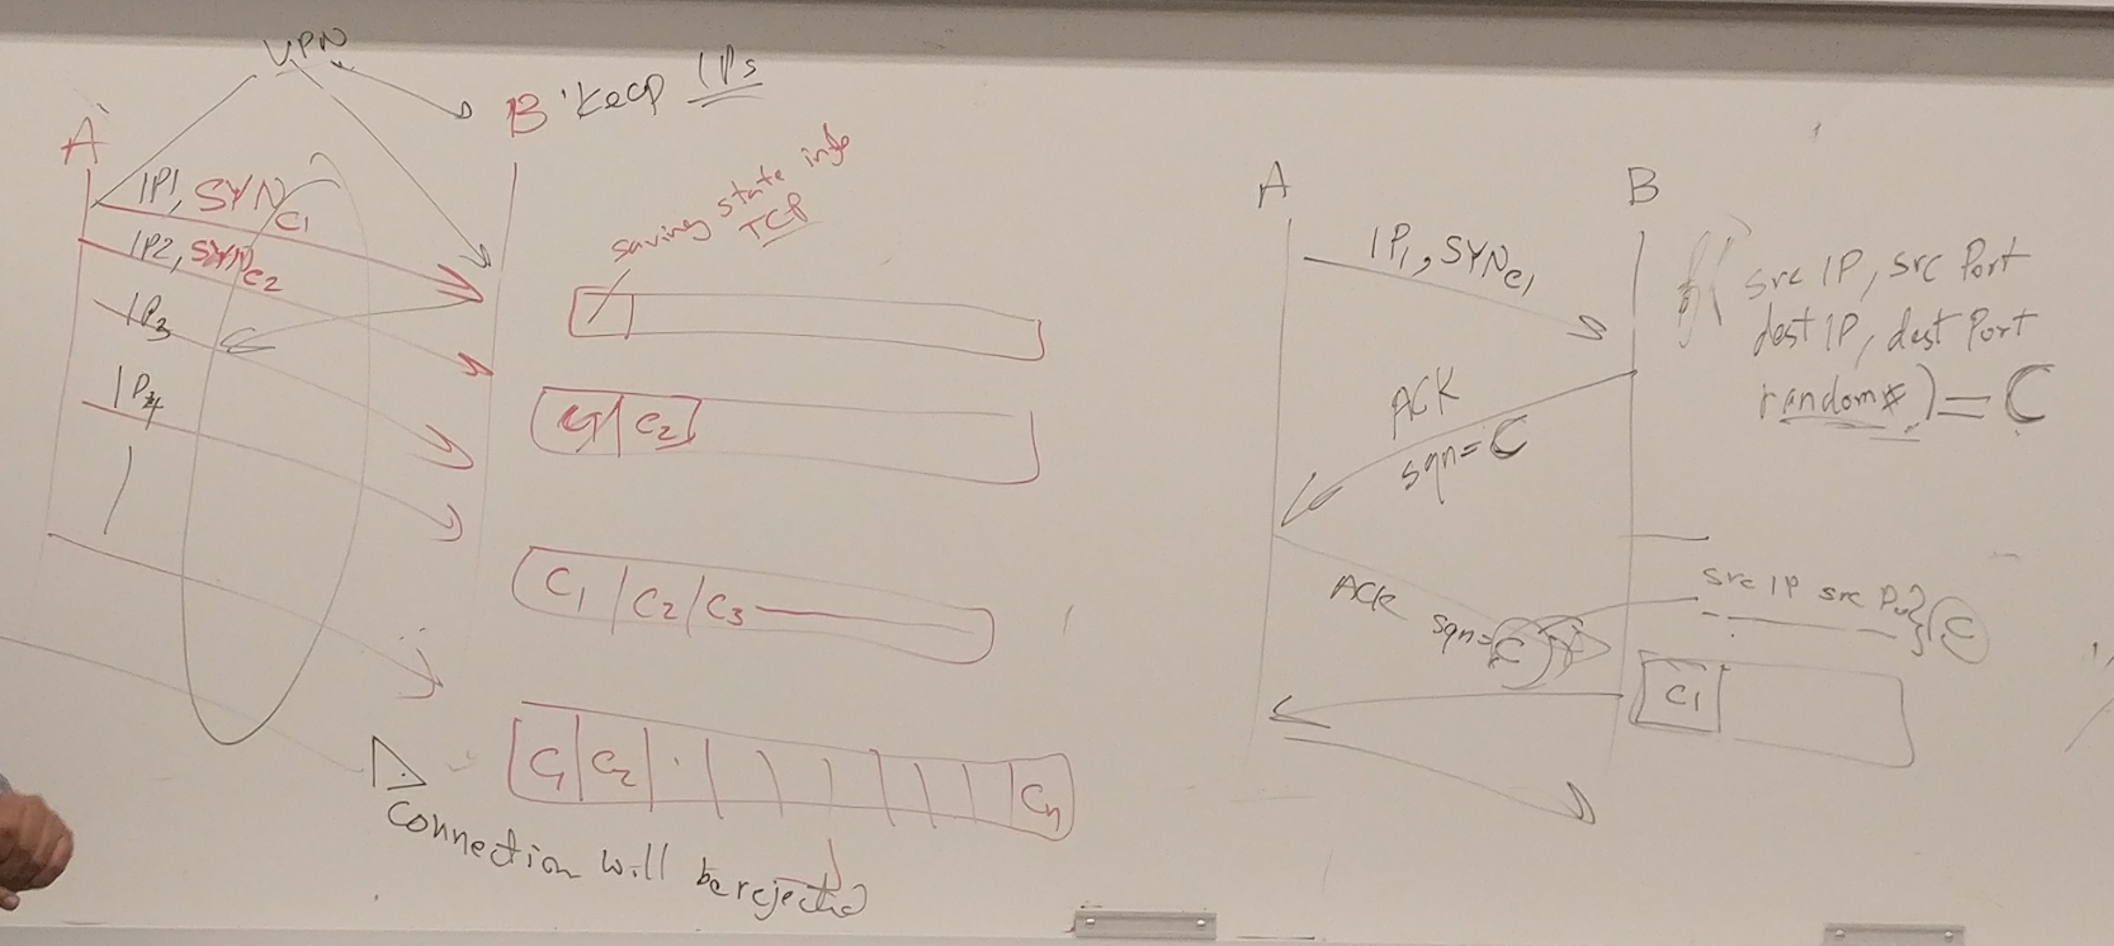 VPN
A
B
Keep IPs
IP1, SYN C1
IP2, SYN C2
IP3
IP4
saving state info
TCP
C1 | C2
C1 | C2 | C3
C1 | C2 | Cn
Connection will be rejected
A
B
IP1, SYN C1
f( src IP, src Port
dest IP, dest Port
random# ) = C
ACK
sqn = C
ACK
sqn = C
src IP src } C
C1